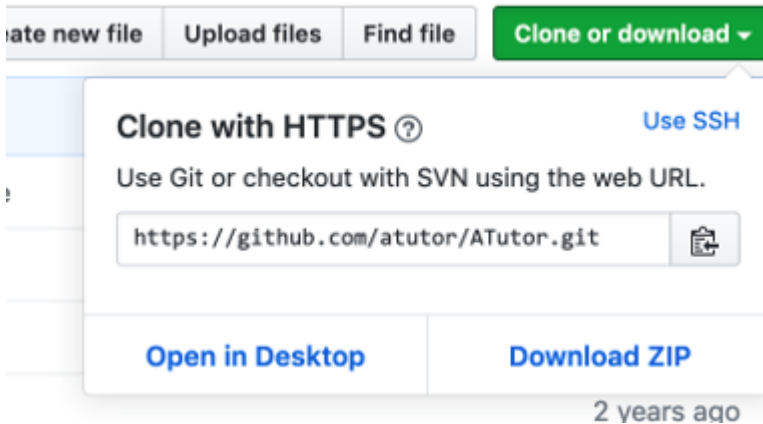 ate new file Upload files Find file Clone or download
Clone with HTTPS ?
Use SSH
Use Git or checkout with SVN using the web URL.
https://github.com/atutor/ATutor.git
Open in Desktop Download ZIP
2 years ago